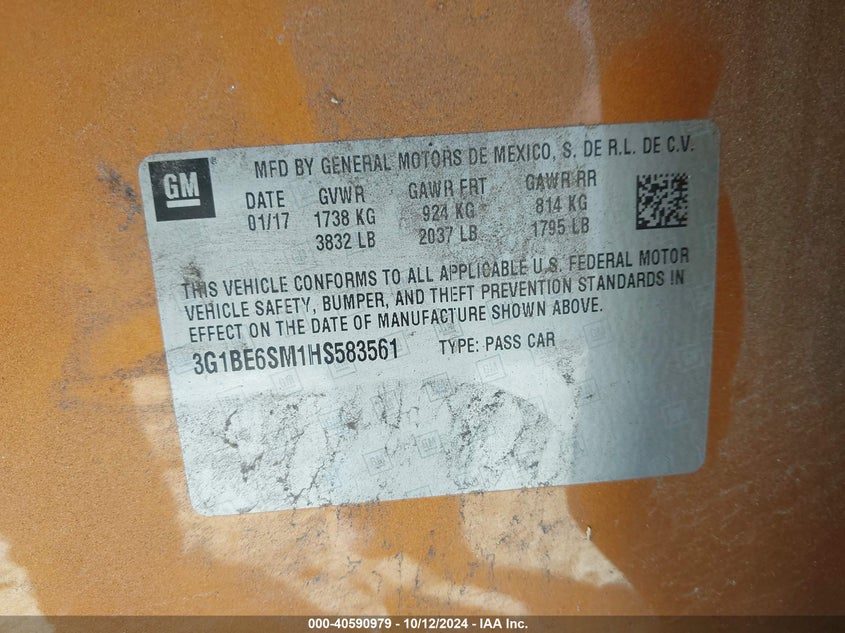 GM
MFD BY GENERAL MOTORS DE MEXICO, S. DE R.L. DE C.V.
DATE GVWR GAWR FRT GAWR RR
01/17 1738 KG 924 KG 814 KG
3832 LB 2037 LB 1795 LB
THIS VEHICLE CONFORMS TO ALL APPLICABLE U.S. FEDERAL MOTOR
VEHICLE SAFETY, BUMPER, AND THEFT PREVENTION STANDARDS IN
EFFECT ON THE DATE OF MANUFACTURE SHOWN ABOVE.
3G1BE6SM1HS583561 TYPE: PASS CAR
000-40590979 - 10/12/2024 - IAA Inc.